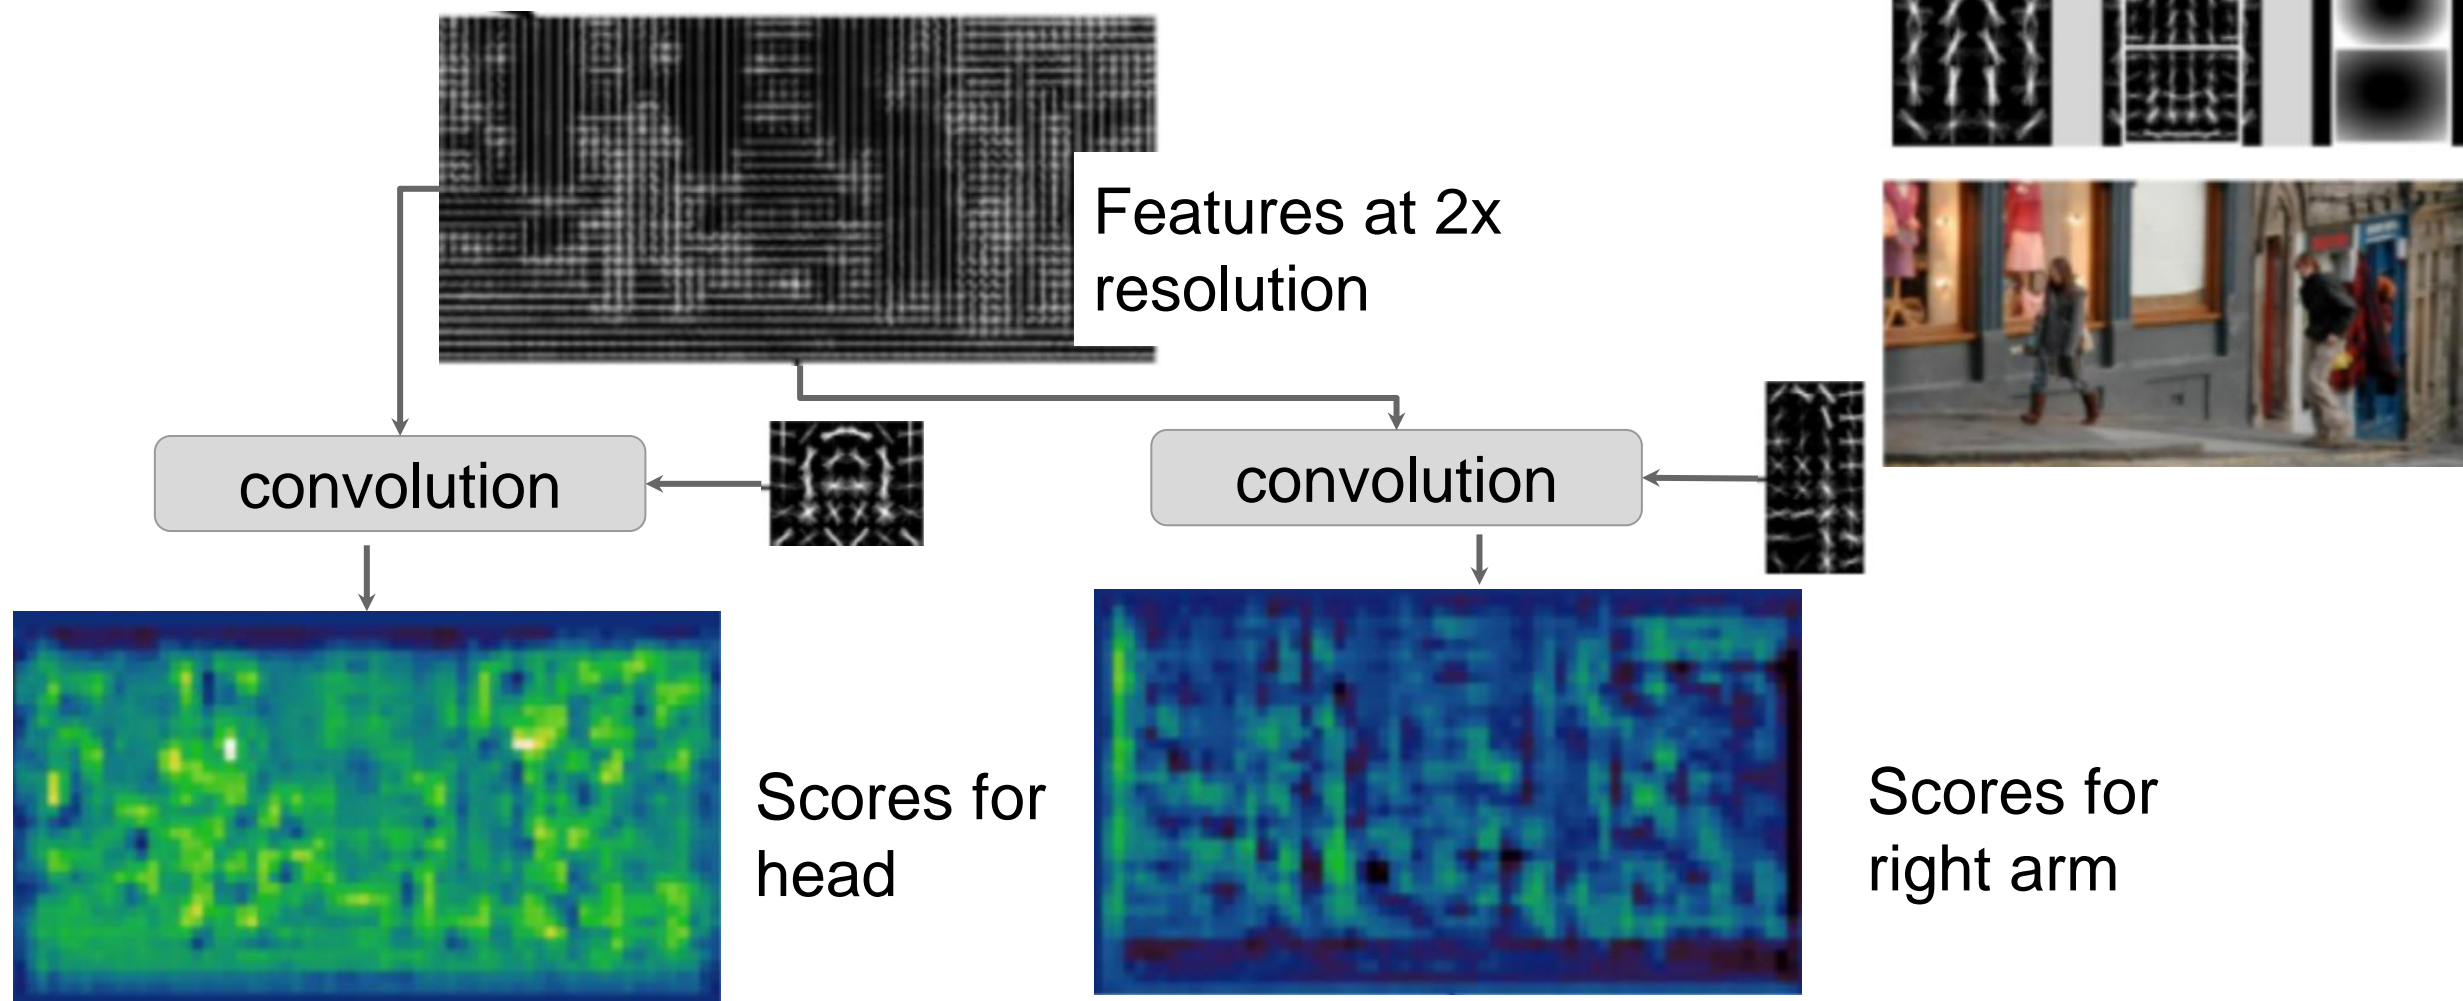 Features at 2x
resolution
convolution
convolution
Scores for
head
Scores for
right arm